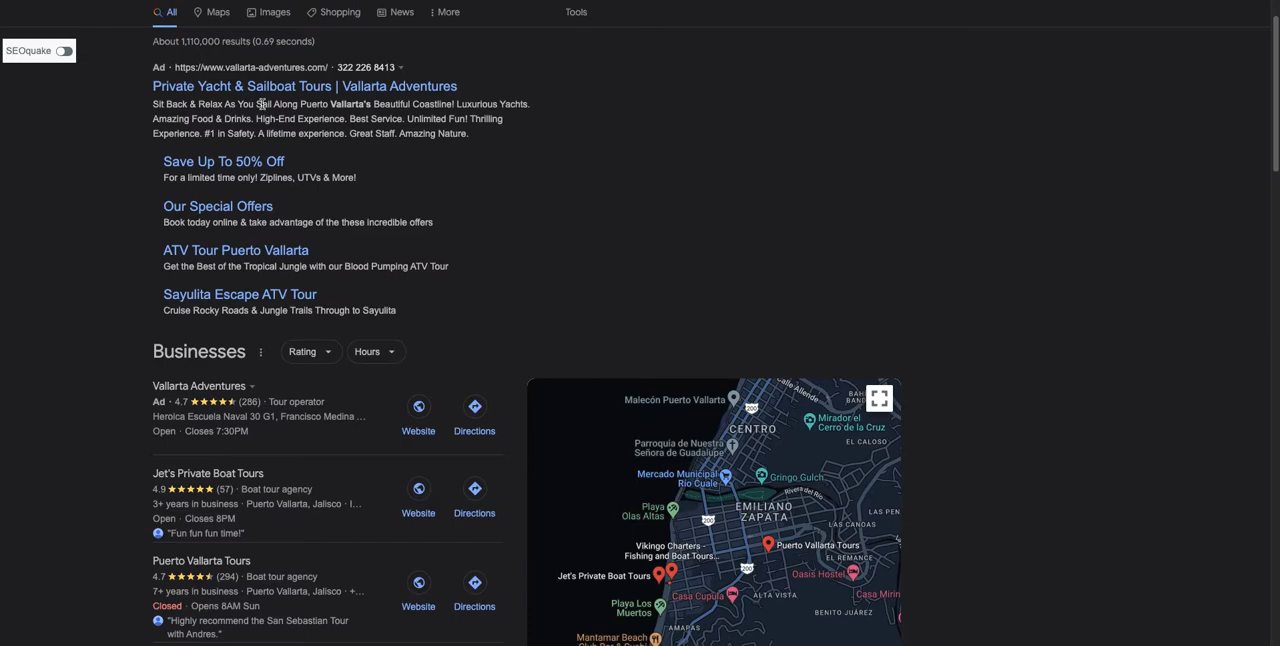 All
Maps
Images
Shopping
News
More
Tools
About 1,110,000 results (0.69 seconds)
SEOquake
Ad · https://www.vallarta-adventures.com/ · 322 226 8413
Private Yacht & Sailboat Tours | Vallarta Adventures
Sit Back & Relax As You Sail Along Puerto Vallarta's Beautiful Coastline! Luxurious Yachts.
Amazing Food & Drinks. High-End Experience. Best Service. Unlimited Fun! Thrilling
Experience. #1 in Safety. A lifetime experience. Great Staff. Amazing Nature.
Save Up To 50% Off
For a limited time only! Ziplines, UTVs & More!
Our Special Offers
Book today online & take advantage of the these incredible offers
ATV Tour Puerto Vallarta
Get the Best of the Tropical Jungle with our Blood Pumping ATV Tour
Sayulita Escape ATV Tour
Cruise Rocky Roads & Jungle Trails Through to Sayulita
Businesses
Rating
Hours
Vallarta Adventures
Ad · 4.7 (286) · Tour operator
Heroica Escuela Naval 30 G1, Francisco Medina ...
Open · Closes 7:30PM
Website
Directions
Jet's Private Boat Tours
4.9 (57) · Boat tour agency
3+ years in business · Puerto Vallarta, Jalisco · I...
Open · Closes 8PM
"Fun fun fun time!"
Website
Directions
Puerto Vallarta Tours
4.7 (294) · Boat tour agency
7+ years in business · Puerto Vallarta, Jalisco · +...
Closed · Opens 8AM Sun
"Highly recommend the San Sebastian Tour
with Andres."
Website
Directions
Calle Allende
Malecón Puerto Vallarta
200
CENTRO
Mirador el
Cerro de la Cruz
EL CALOSO
Parroquia de Nuestra
Señora de Guadalupe
Mercado Municipal
Río Cuale
Gringo Gulch
Rivera del Río
Playa
Olas Altas
200
EMILIANO
ZAPATA
LAS PEN
LAS CANOAS
Vikingo Charters -
Fishing and Boat Tours...
Puerto Vallarta Tours
EL REMANCE
Jet's Private Boat Tours
200
Oasis Hostel
Casa Cupula
ALTA VISTA
Casa Mirin
Playa Los
Muertos
BENITO JUÁREZ
AMAPAS
Mantamar Beach